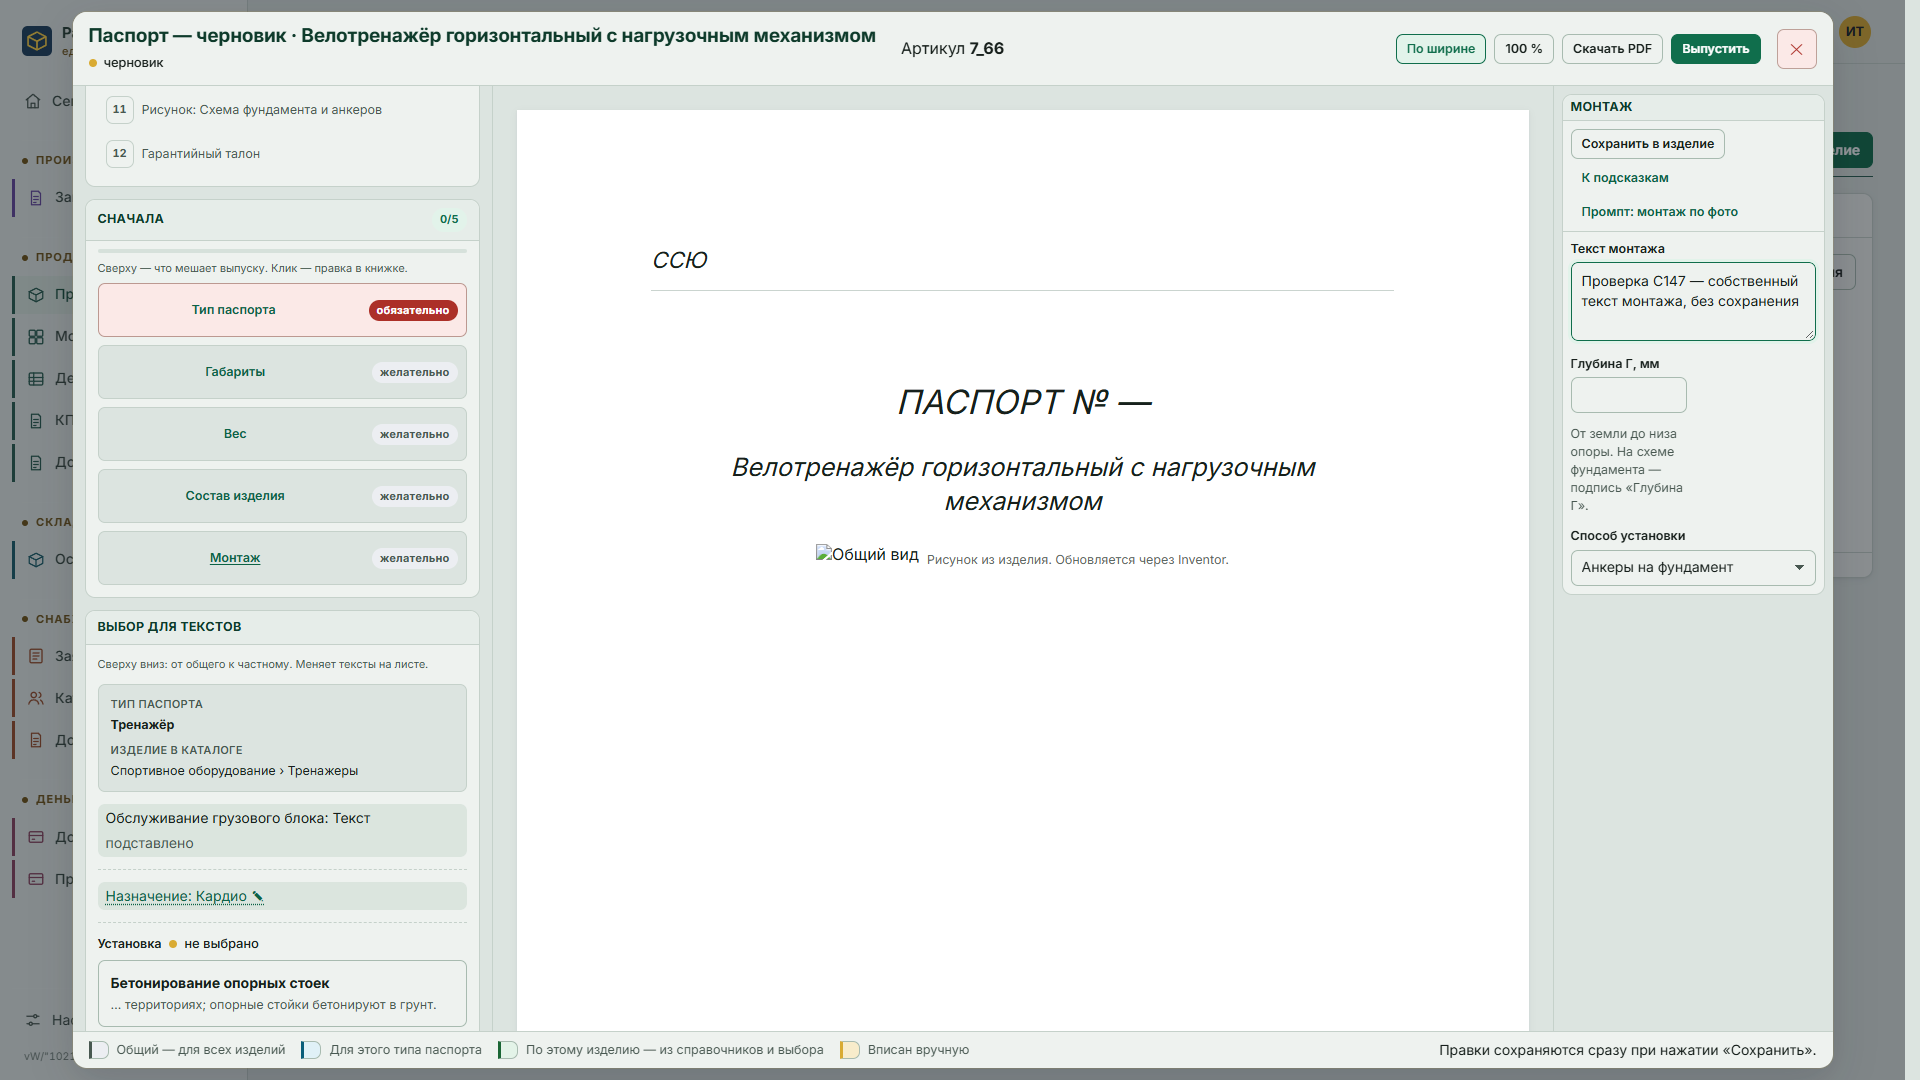 Паспорт — черновик · Велотренажёр горизонтальный с нагрузочным механизмом
черновик
Артикул 7_66
По ширине
100 %
Скачать PDF
Выпустить
ИТ
11 Рисунок: Схема фундамента и анкеров
12 Гарантийный талон
СНАЧАЛА 0/5
Сверху — что мешает выпуску. Клик — правка в книжке.
Тип паспорта обязательно
Габариты желательно
Вес желательно
Состав изделия желательно
Монтаж желательно
ВЫБОР ДЛЯ ТЕКСТОВ
Сверху вниз: от общего к частному. Меняет тексты на листе.
ТИП ПАСПОРТА
Тренажёр
ИЗДЕЛИЕ В КАТАЛОГЕ
Спортивное оборудование › Тренажеры
Обслуживание грузового блока: Текст
подставлено
Назначение: Кардио
Установка не выбрано
Бетонирование опорных стоек
... территориях; опорные стойки бетонируют в грунт.
ССЮ
ПАСПОРТ № —
Велотренажёр горизонтальный с нагрузочным
механизмом
Общий вид Рисунок из изделия. Обновляется через Inventor.
МОНТАЖ
Сохранить в изделие
К подсказкам
Промпт: монтаж по фото
Текст монтажа
Проверка С147 — собственный
текст монтажа, без сохранения
Глубина Г, мм
От земли до низа
опоры. На схеме
фундамента —
подпись «Глубина
Г».
Способ установки
Анкеры на фундамент
Общий — для всех изделий
Для этого типа паспорта
По этому изделию — из справочников и выбора
Вписан вручную
Правки сохраняются сразу при нажатии «Сохранить».